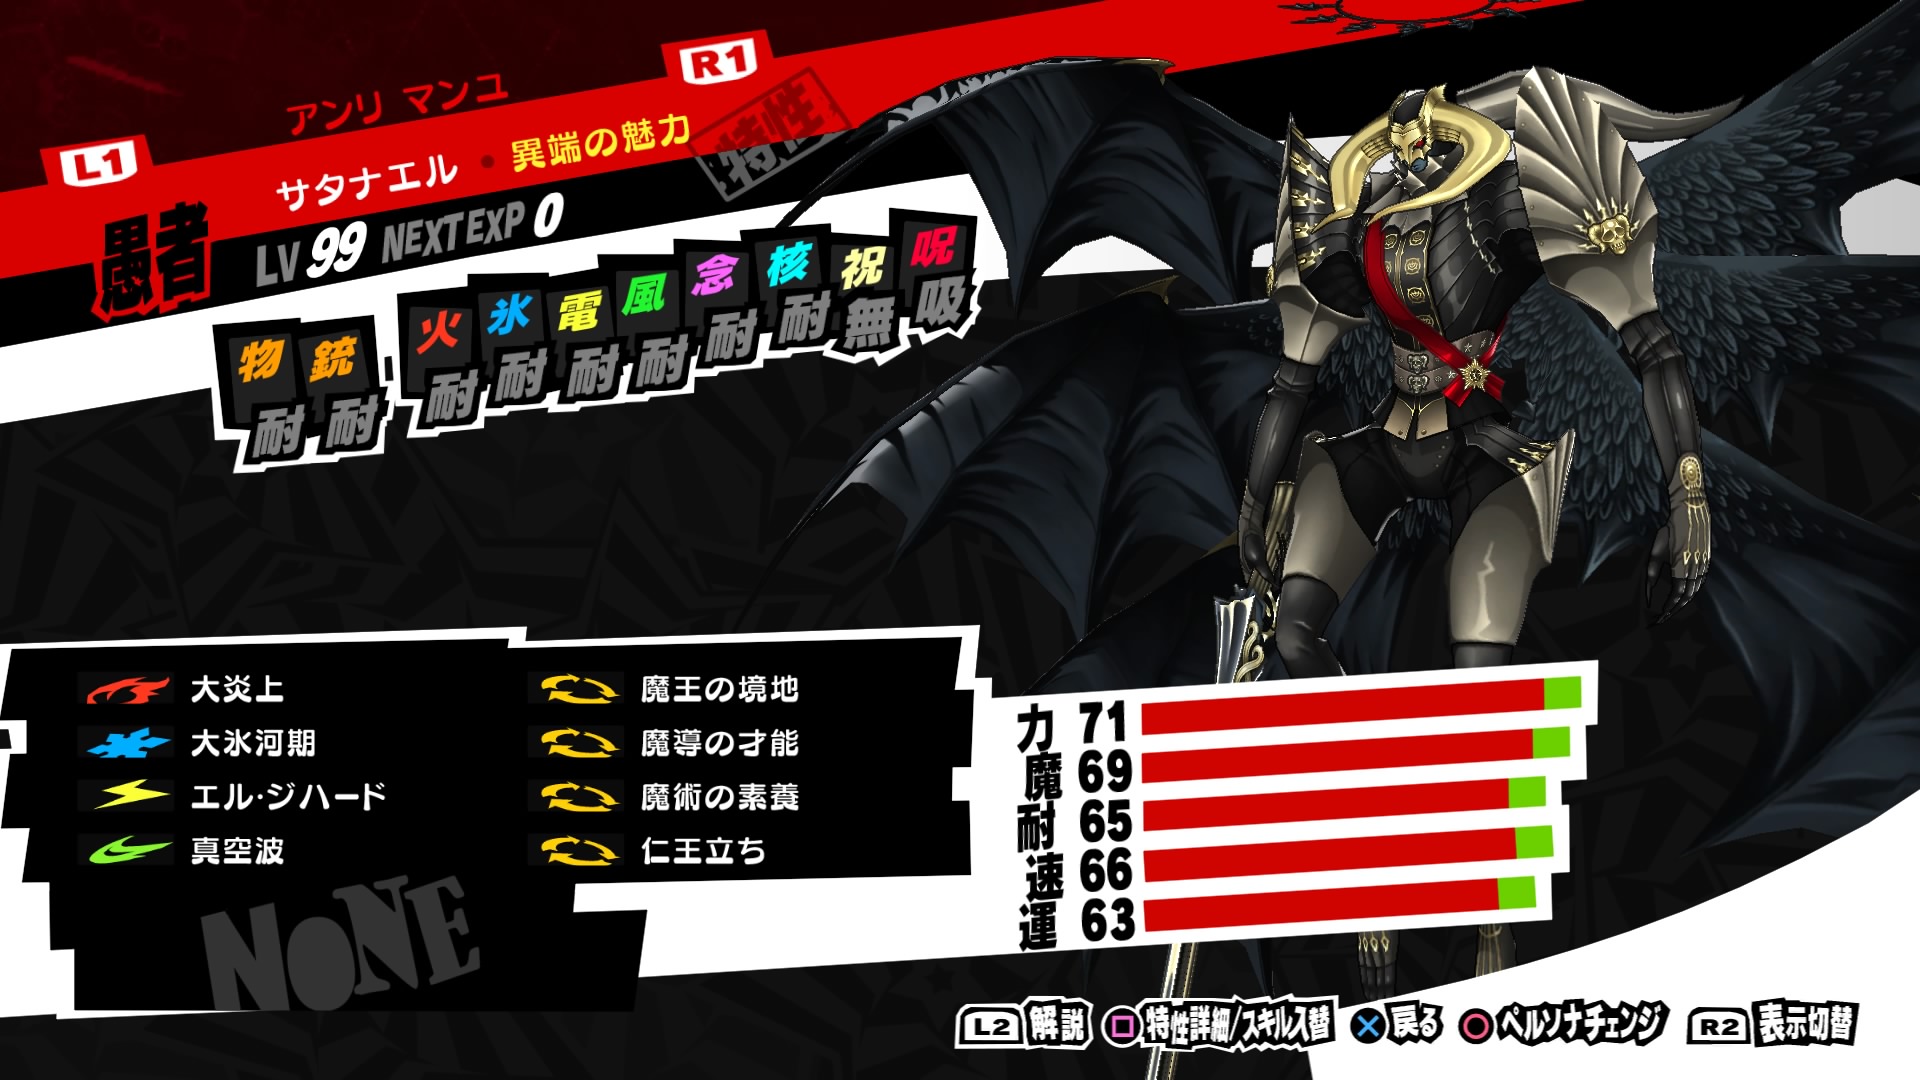 R1
アンリ マンユ
L1
サタナエル・異端の魅力
特性
愚者
LV 99 NEXT EXP 0
物 銃 火 氷 電 風 念 核 祝 呪
耐 耐 耐 耐 耐 耐 耐 耐 無 吸
大炎上
大氷河期
エル・ジハード
真空波
魔王の境地
魔導の才能
魔術の素養
仁王立ち
NONE
力 71
魔 69
耐 65
速 66
運 63
L2 解説 特性詳細/スキル入替 戻る ペルソナチェンジ R2 表示切替